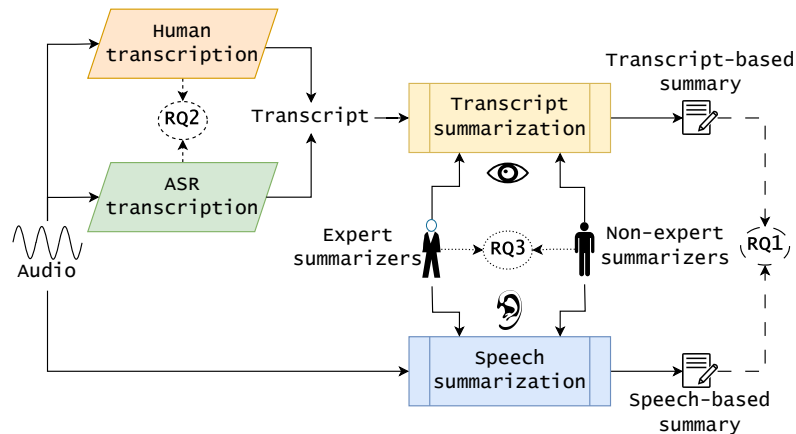 Human
transcription
RQ2
Transcript
ASR
transcription
Audio
Transcript
summarization
Transcript-based
summary
Expert
summarizers
RQ3
Non-expert
summarizers
RQ1
Speech
summarization
Speech-based
summary